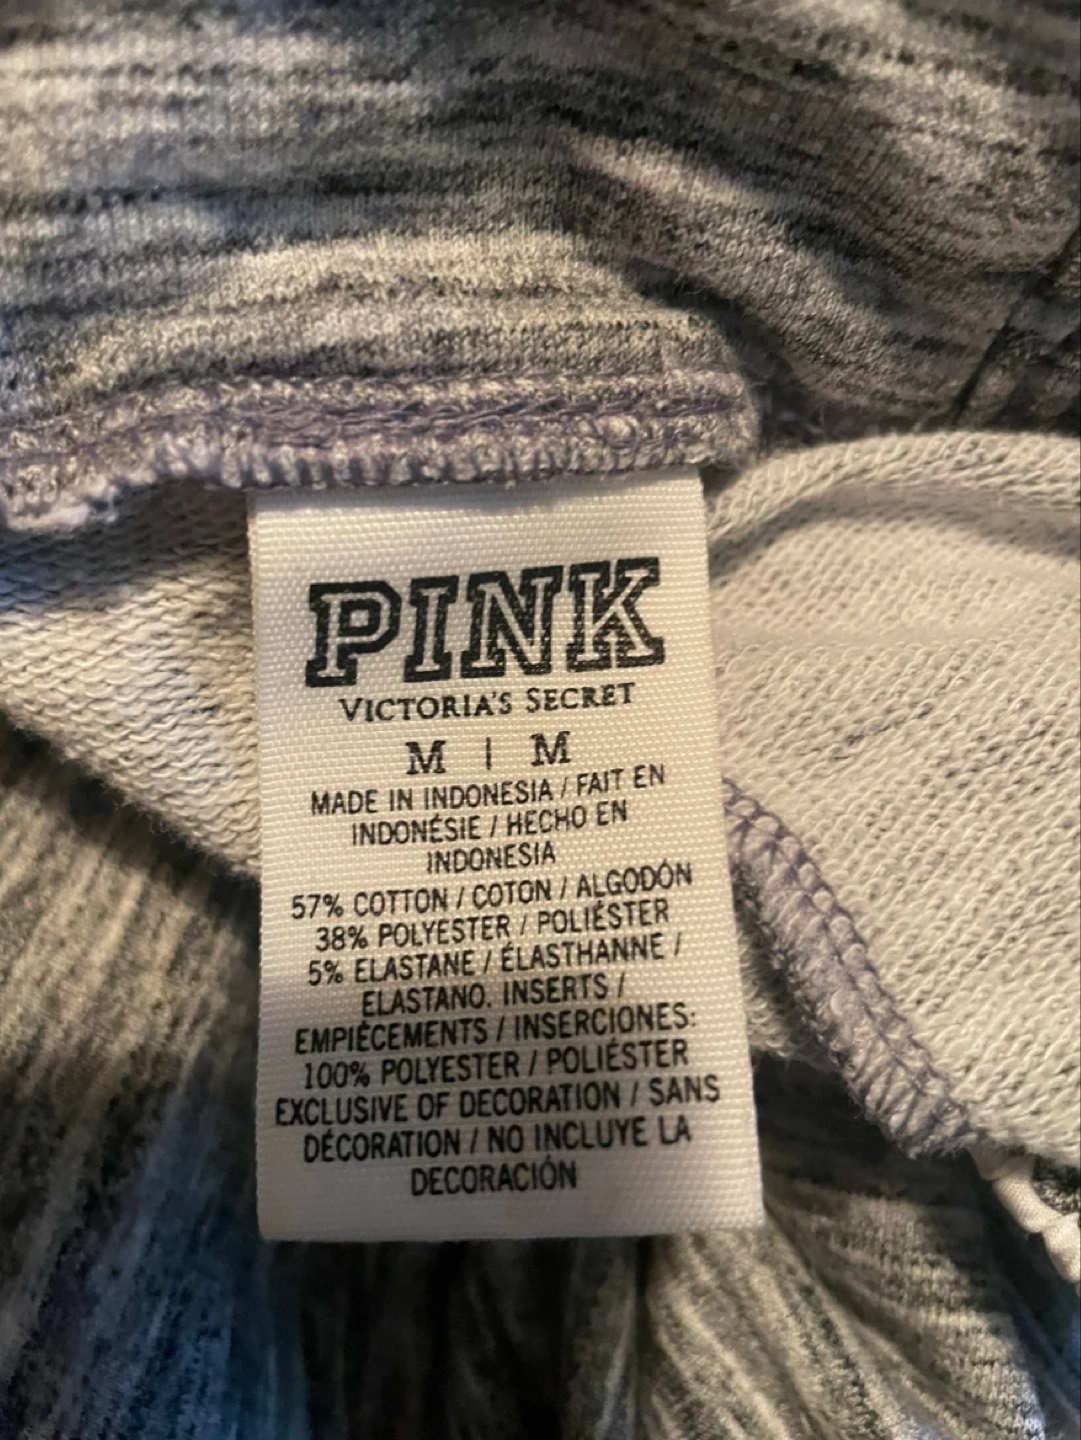 PINK
VICTORIA'S SECRET
M | M
MADE IN INDONESIA / FAIT EN
INDONÉSIE / HECHO EN
INDONESIA
57% COTTON / COTON / ALGODÓN
38% POLYESTER / POLIÉSTER
5% ELASTANE / ÉLASTHANNE /
ELASTANO. INSERTS /
EMPIÈCEMENTS / INSERCIONES:
100% POLYESTER / POLIÉSTER
EXCLUSIVE OF DECORATION / SANS
DÉCORATION / NO INCLUYE LA
DECORACIÓN